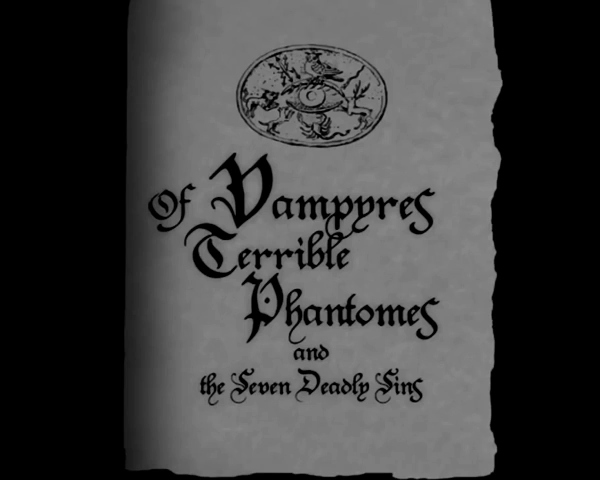 Of Vampyres
Terrible
Phantomes
and
the Seven Deadly Sins